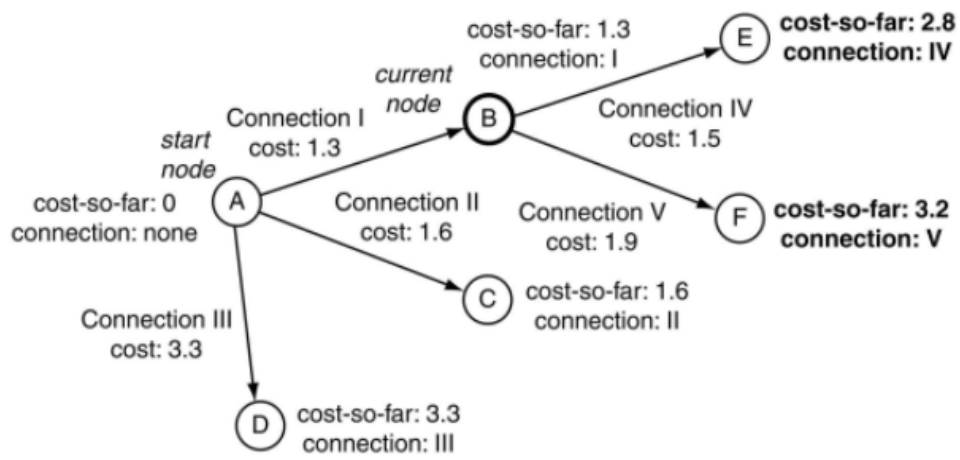 cost-so-far: 1.3
connection: I
E
cost-so-far: 2.8
connection: IV
current
node
B
Connection I
cost: 1.3
Connection IV
cost: 1.5
start
node
A
cost-so-far: 0
connection: none
Connection II
cost: 1.6
Connection V
cost: 1.9
F
cost-so-far: 3.2
connection: V
C
cost-so-far: 1.6
connection: II
Connection III
cost: 3.3
D
cost-so-far: 3.3
connection: III